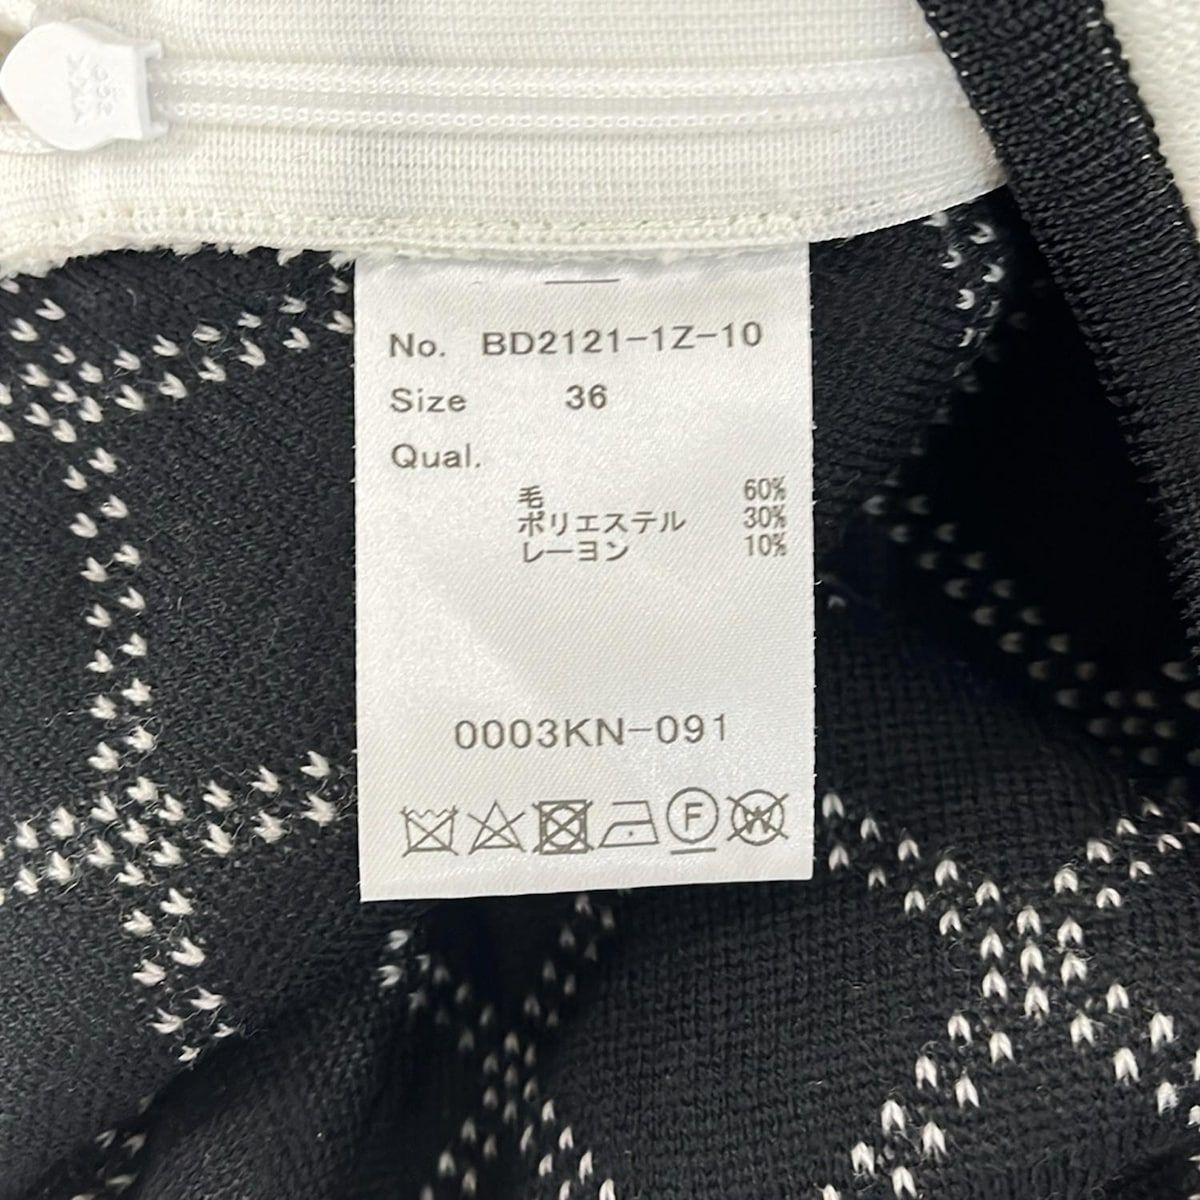 No. BD2121-1Z-10
Size 36
Qual.
毛 60%
ポリエステル 30%
レーヨン 10%
0003KN-091
F
W